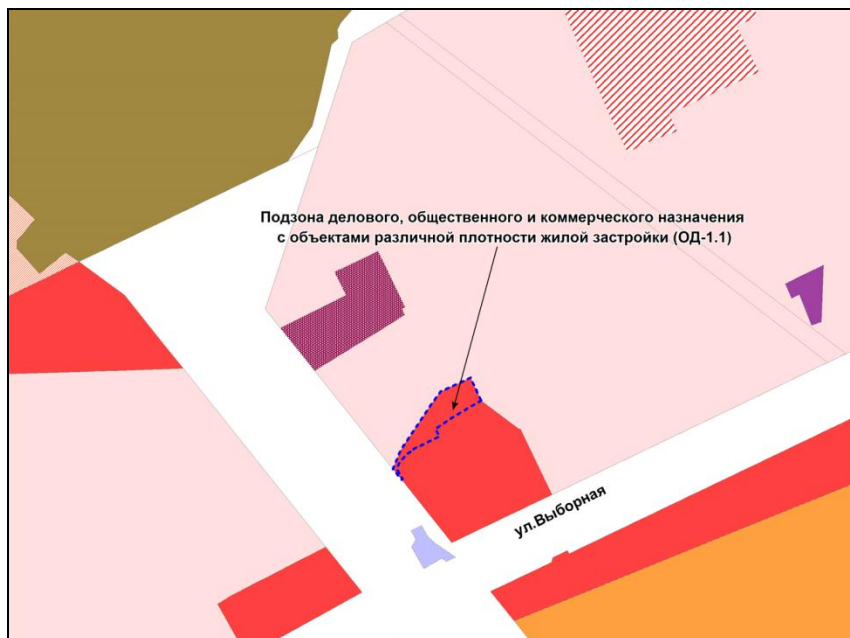 Подзона делового, общественного и коммерческого назначения
с объектами различной плотности жилой застройки (ОД-1.1)
ул.Выборная